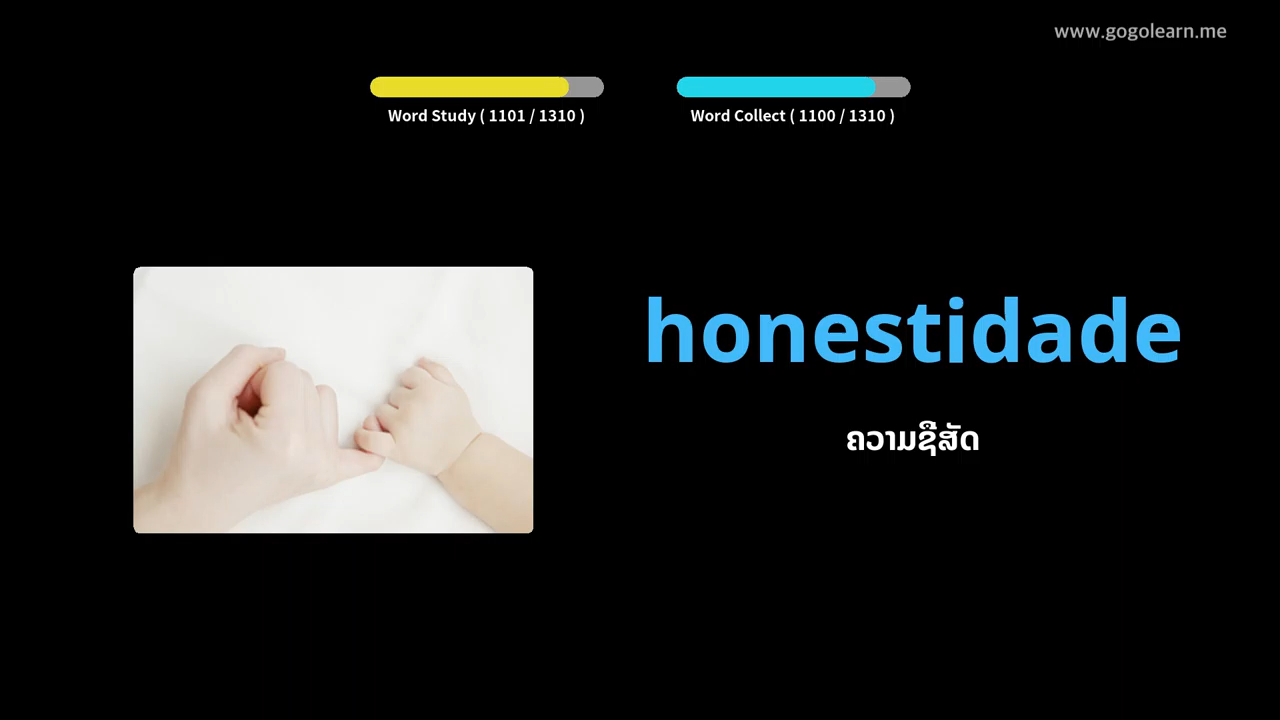 www.gogolearn.me
Word Study ( 1101 / 1310 )
Word Collect ( 1100 / 1310 )
honestidade
ຄວາມຊື່ສັດ